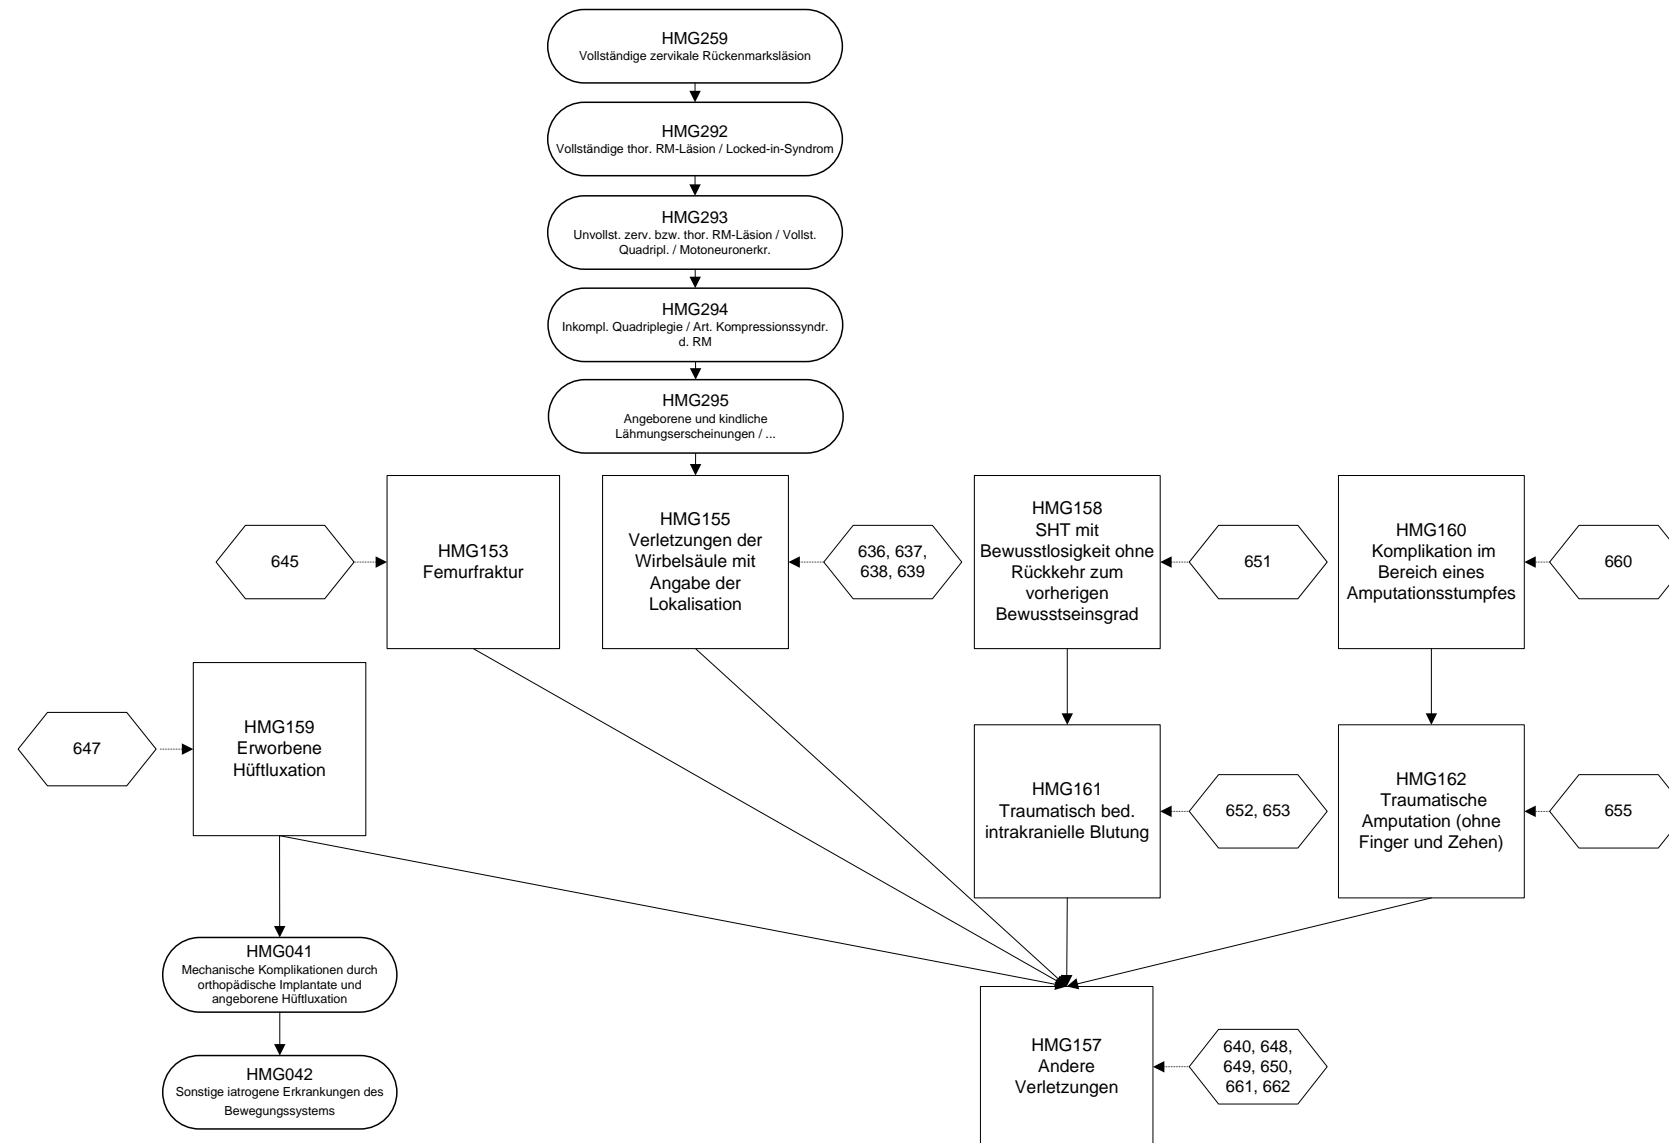 HMG259
Vollständige zervikale Rückenmarksläsion
HMG292
Vollständige thor. RM-Läsion / Locked-in-Syndrom
HMG293
Unvollst. zerv. bzw. thor. RM-Läsion / Vollst.
Quadripl. / Motoneuronerkr.
HMG294
Inkompl. Quadriplegie / Art. Kompressionssyndr.
d. RM
HMG295
Angeborene und kindliche
Lähmungserscheinungen / ...
645
HMG153
Femurfraktur
HMG155
Verletzungen der
Wirbelsäule mit
Angabe der
Lokalisation
636, 637,
638, 639
HMG158
SHT mit
Bewusstlosigkeit ohne
Rückkehr zum
vorherigen
Bewusstseinsgrad
651
HMG160
Komplikation im
Bereich eines
Amputationsstumpfes
660
647
HMG159
Erworbene
Hüftluxation
HMG161
Traumatisch bed.
intrakranielle Blutung
652, 653
HMG162
Traumatische
Amputation (ohne
Finger und Zehen)
655
HMG041
Mechanische Komplikationen durch
orthopädische Implantate und
angeborene Hüftluxation
HMG042
Sonstige iatrogene Erkrankungen des
Bewegungssystems
HMG157
Andere
Verletzungen
640, 648,
649, 650,
661, 662